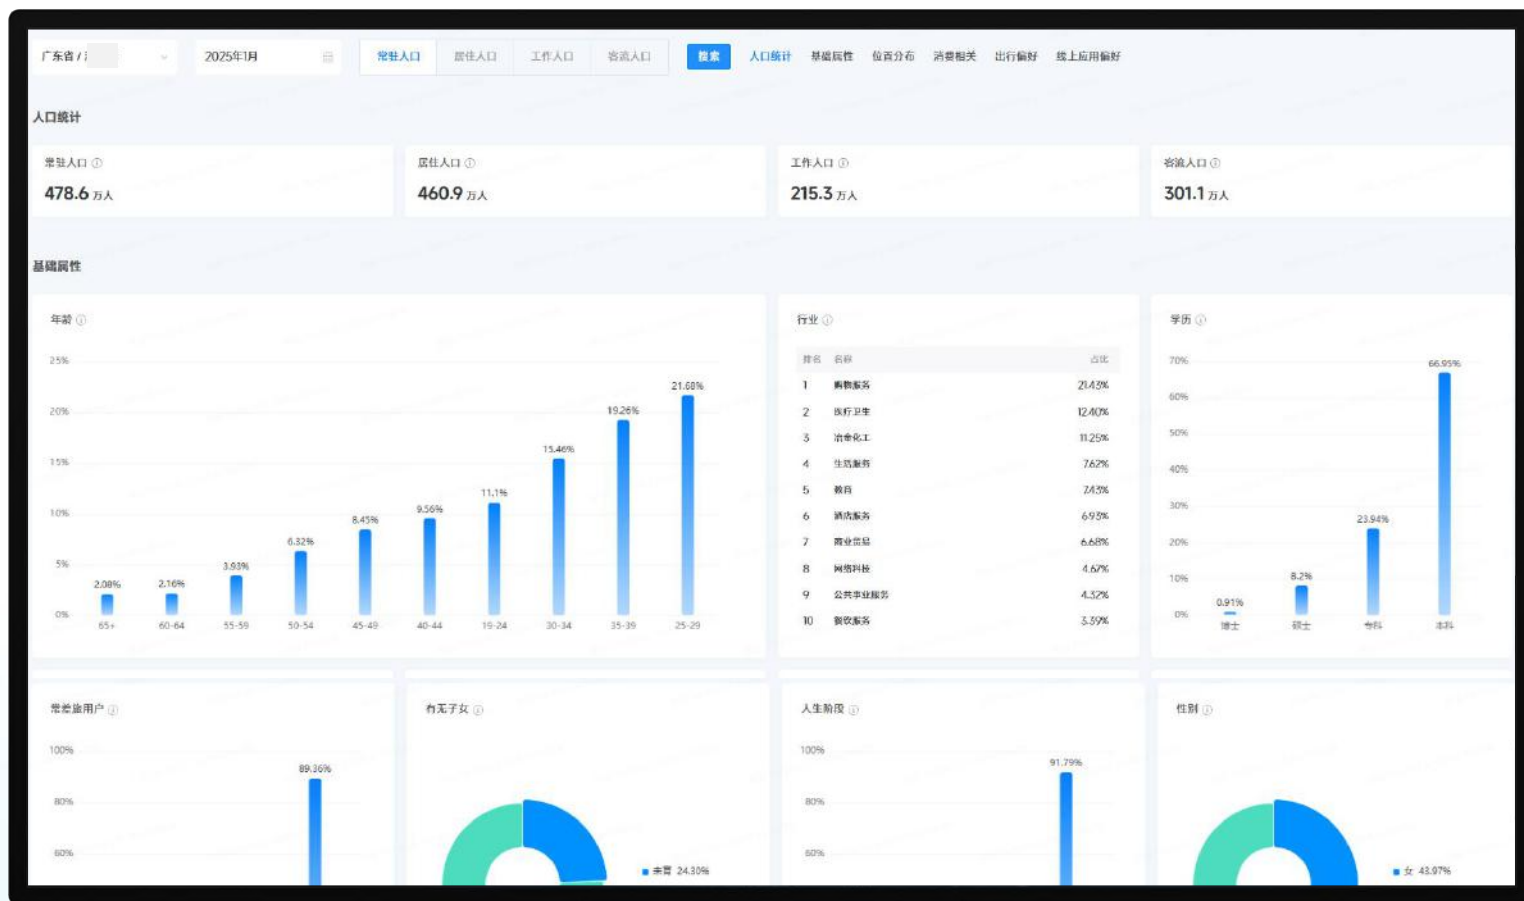 广东省 /
2025年1月
常驻人口 居住人口 工作人口 客流人口 搜索 人口统计 基础属性 位置分布 消费相关 出行偏好 线上应用偏好
人口统计
常驻人口
478.6 万人
居住人口
460.9 万人
工作人口
215.3 万人
客流人口
301.1 万人
基础属性
年龄
25%
20%
15%
10%
5%
0%
2.08% 2.16% 3.93% 6.32% 8.45% 9.56% 11.1% 15.46% 19.26% 21.68%
65+ 60-64 55-59 50-54 45-49 40-44 19-24 30-34 35-39 25-29
行业
排名 名称 占比
1 购物服务 21.43%
2 医疗卫生 12.40%
3 冶金化工 11.25%
4 生活服务 7.62%
5 教育 7.43%
6 酒店服务 6.93%
7 商业贸易 6.68%
8 网络科技 4.67%
9 公共事业服务 4.32%
10 餐饮服务 3.39%
学历
70%
60%
50%
40%
30%
20%
10%
0%
0.91% 8.2% 23.94% 66.95%
博士 硕士 专科 本科
常差旅用户
100%
80%
60%
89.36%
有无子女
未育 24.30%
人生阶段
100%
80%
60%
91.79%
性别
女 43.97%